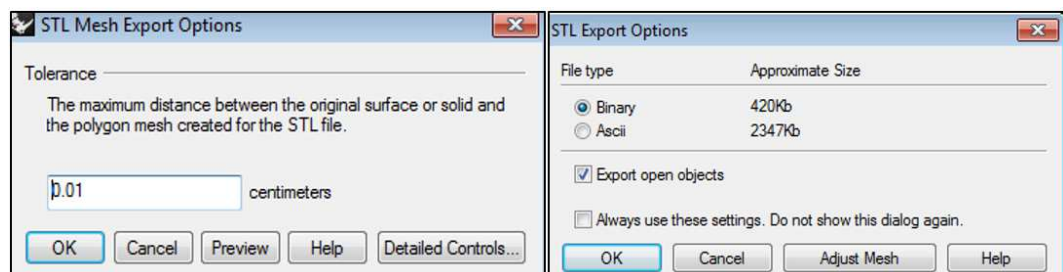 STL Mesh Export Options
Tolerance
The maximum distance between the original surface or solid and
the polygon mesh created for the STL file.
0.01 centimeters
OK Cancel Preview Help Detailed Controls...
STL Export Options
File type Approximate Size
Binary 420Kb
Ascii 2347Kb
Export open objects
Always use these settings. Do not show this dialog again.
OK Cancel Adjust Mesh Help